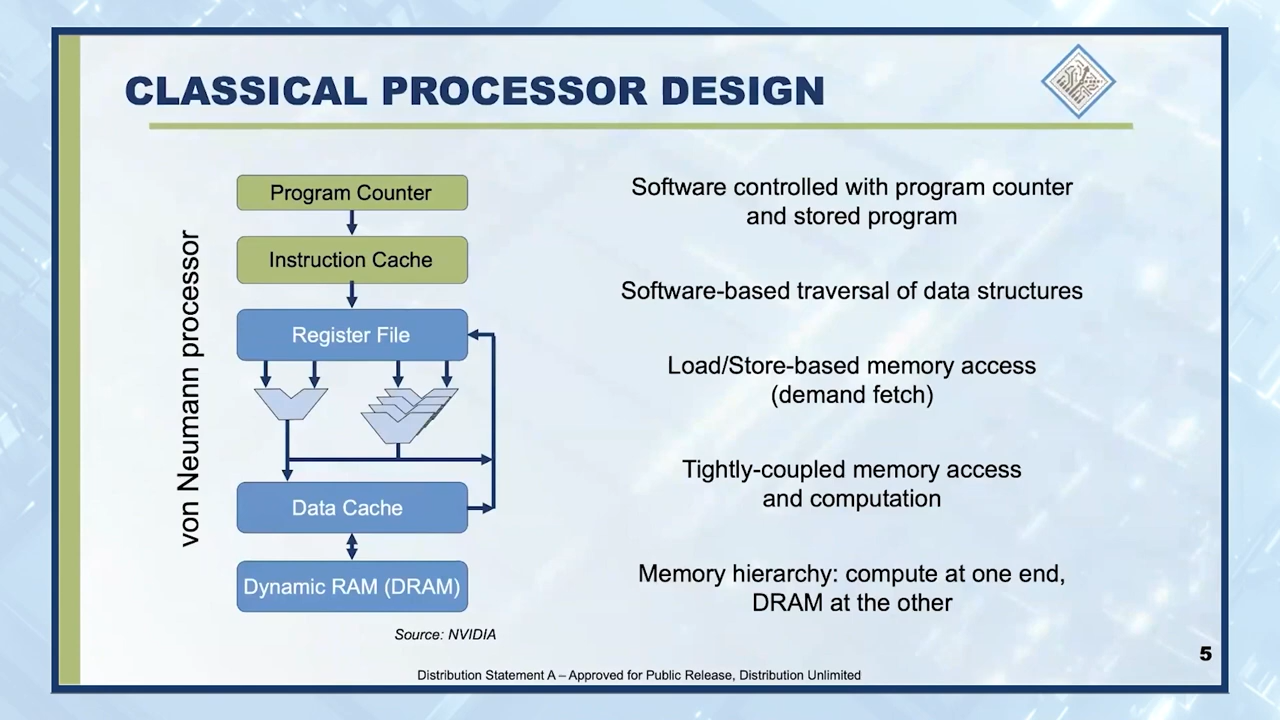 CLASSICAL PROCESSOR DESIGN
von Neumann processor
Program Counter
Instruction Cache
Register File
Data Cache
Dynamic RAM (DRAM)
Source: NVIDIA
Software controlled with program counter
and stored program
Software-based traversal of data structures
Load/Store-based memory access
(demand fetch)
Tightly-coupled memory access
and computation
Memory hierarchy: compute at one end,
DRAM at the other
5
Distribution Statement A – Approved for Public Release, Distribution Unlimited